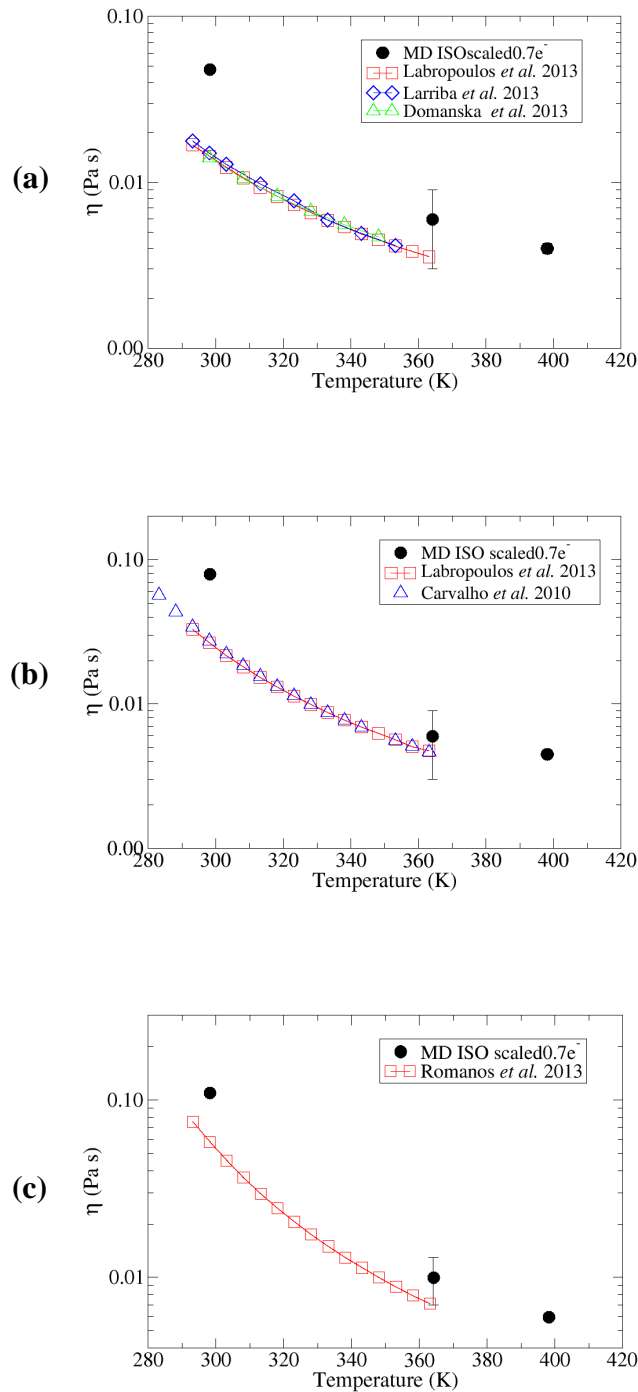 (a)
η (Pa s)
0.10
0.01
0.00
MD ISOscaled0.7e-
Labropoulos et al. 2013
Larriba et al. 2013
Domanska et al. 2013
280 300 320 340 360 380 400 420
Temperature (K)
(b)
η (Pa s)
0.10
0.01
0.00
MD ISO scaled0.7e-
Labropoulos et al. 2013
Carvalho et al. 2010
280 300 320 340 360 380 400 420
Temperature (K)
(c)
η (Pa s)
0.10
0.01
MD ISO scaled0.7e-
Romanos et al. 2013
280 300 320 340 360 380 400 420
Temperature (K)